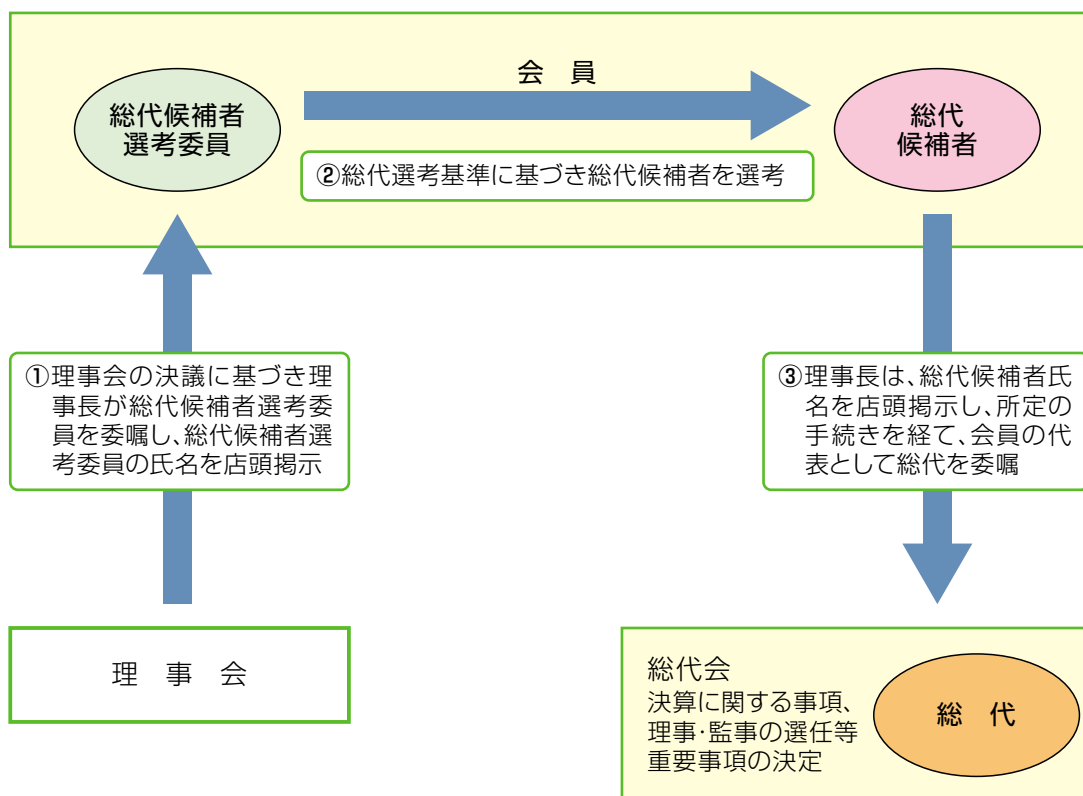 会　員
総代候補者
選考委員
総代
候補者
②総代選考基準に基づき総代候補者を選考
①理事会の決議に基づき理
事長が総代候補者選考委
員を委嘱し、総代候補者選
考委員の氏名を店頭掲示
③理事長は、総代候補者氏
名を店頭掲示し、所定の
手続きを経て、会員の代
表として総代を委嘱
理　事　会
総代会
決算に関する事項、
理事・監事の選任等
重要事項の決定
総　代